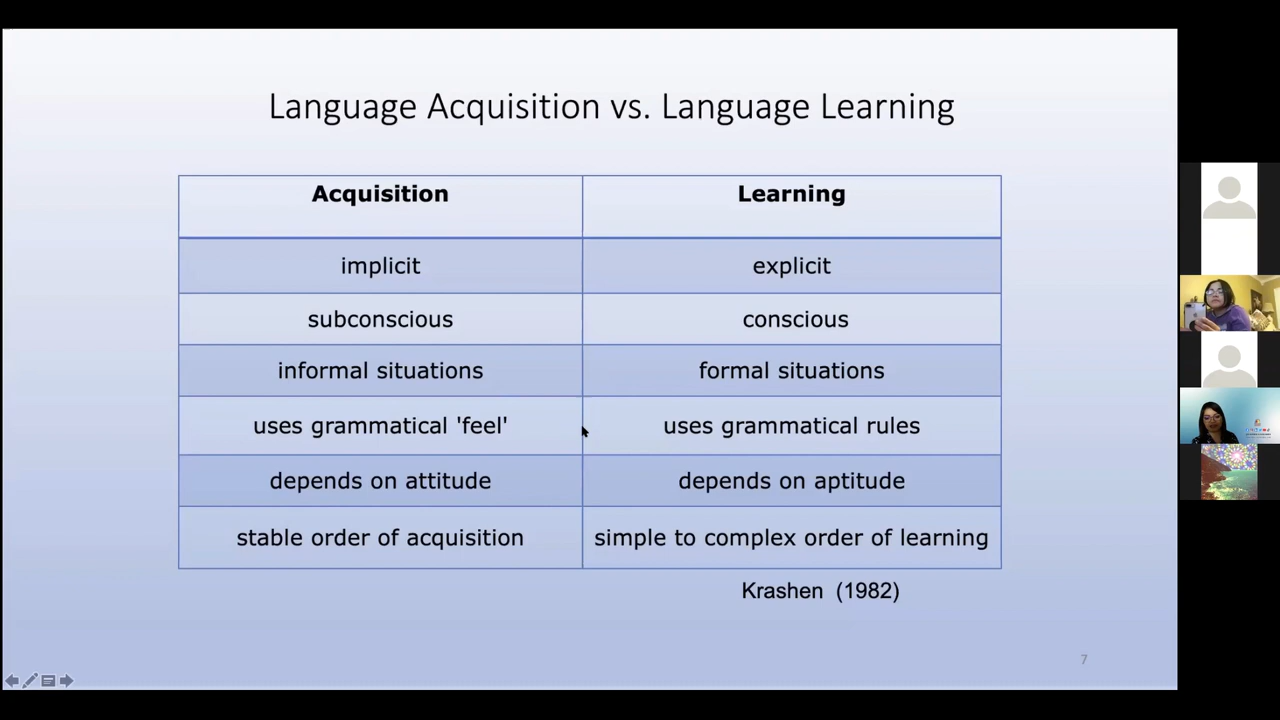 Language Acquisition vs. Language Learning
Acquisition Learning
implicit explicit
subconscious conscious
informal situations formal situations
uses grammatical 'feel' uses grammatical rules
depends on attitude depends on aptitude
stable order of acquisition simple to complex order of learning
Krashen (1982)
7